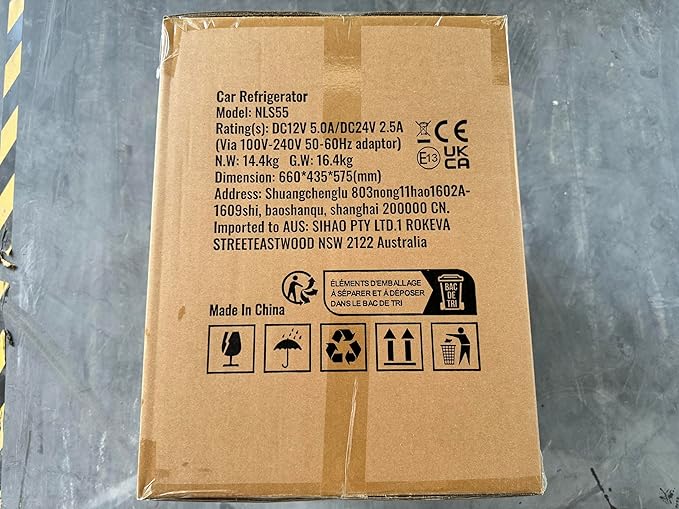 Car Refrigerator
Model: NLS55
Rating(s): DC12V 5.0A/DC24V 2.5A
(Via 100V-240V 50-60Hz adaptor)
N.W: 14.4kg G.W: 16.4kg
Dimension: 660*435*575(mm)
Address: Shuangchenglu 803nong11hao1602A-
1609shi, baoshanqu, shanghai 200000 CN.
Imported to AUS: SIHAO PTY LTD.1 ROKEVA
STREETEASTWOOD NSW 2122 Australia
CE
E13
UK
CA
ÉLÉMENTS D'EMBALLAGE
À SÉPARER ET À DÉPOSER
DANS LE BAC DE TRI
BAC
DE
TRI
Made In China